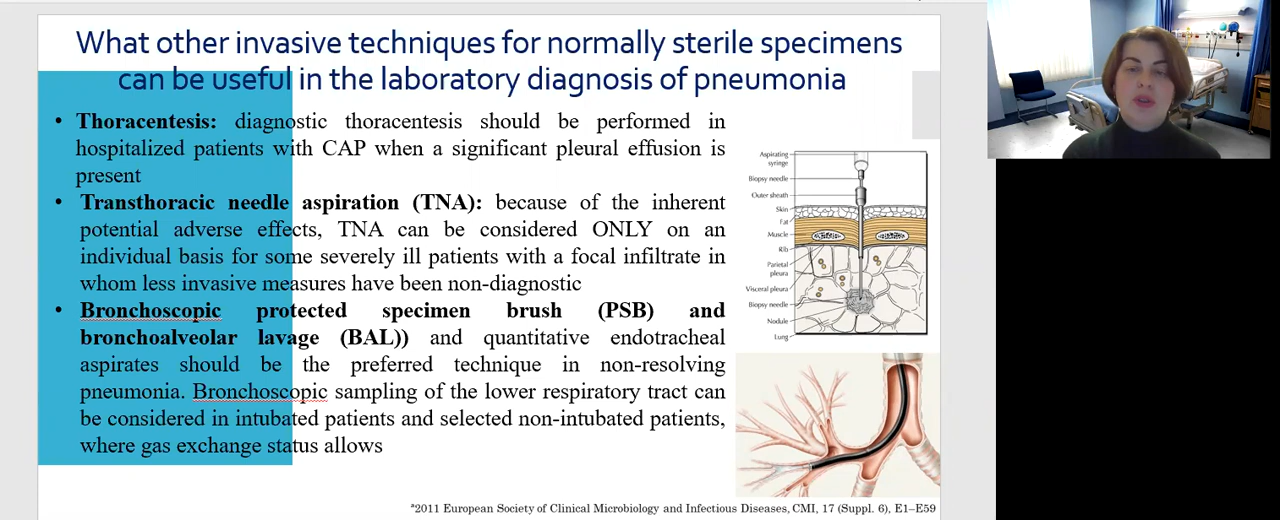 What other invasive techniques for normally sterile specimens
can be useful in the laboratory diagnosis of pneumonia
• Thoracentesis: diagnostic thoracentesis should be performed in
hospitalized patients with CAP when a significant pleural effusion is
present
• Transthoracic needle aspiration (TNA): because of the inherent
potential adverse effects, TNA can be considered ONLY on an
individual basis for some severely ill patients with a focal infiltrate in
whom less invasive measures have been non-diagnostic
• Bronchoscopic protected specimen brush (PSB) and
bronchoalveolar lavage (BAL)) and quantitative endotracheal
aspirates should be the preferred technique in non-resolving
pneumonia. Bronchoscopic sampling of the lower respiratory tract can
be considered in intubated patients and selected non-intubated patients,
where gas exchange status allows
Aspirating
syringe
Biopsy needle
Outer sheath
Skin
Fat
Muscle
Rib
Parietal
pleura
Visceral pleura
Biopsy needle
Nodule
Lung
*2011 European Society of Clinical Microbiology and Infectious Diseases, CMI, 17 (Suppl. 6), E1–E59